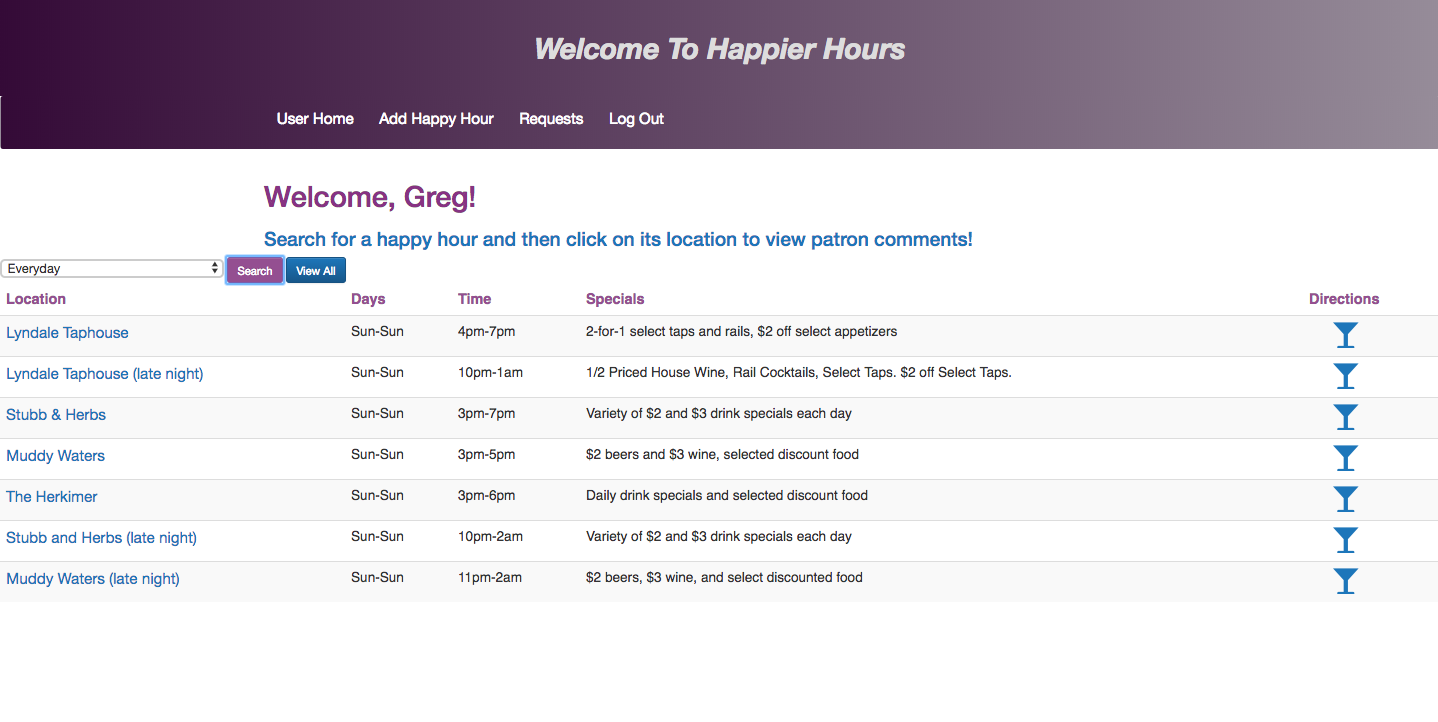 Welcome To Happier Hours
User Home Add Happy Hour Requests Log Out
Welcome, Greg!
Search for a happy hour and then click on its location to view patron comments!
Everyday Search View All
Location Days Time Specials Directions
Lyndale Taphouse Sun-Sun 4pm-7pm 2-for-1 select taps and rails, $2 off select appetizers
Lyndale Taphouse (late night) Sun-Sun 10pm-1am 1/2 Priced House Wine, Rail Cocktails, Select Taps. $2 off Select Taps.
Stubb & Herbs Sun-Sun 3pm-7pm Variety of $2 and $3 drink specials each day
Muddy Waters Sun-Sun 3pm-5pm $2 beers and $3 wine, selected discount food
The Herkimer Sun-Sun 3pm-6pm Daily drink specials and selected discount food
Stubb and Herbs (late night) Sun-Sun 10pm-2am Variety of $2 and $3 drink specials each day
Muddy Waters (late night) Sun-Sun 11pm-2am $2 beers, $3 wine, and select discounted food